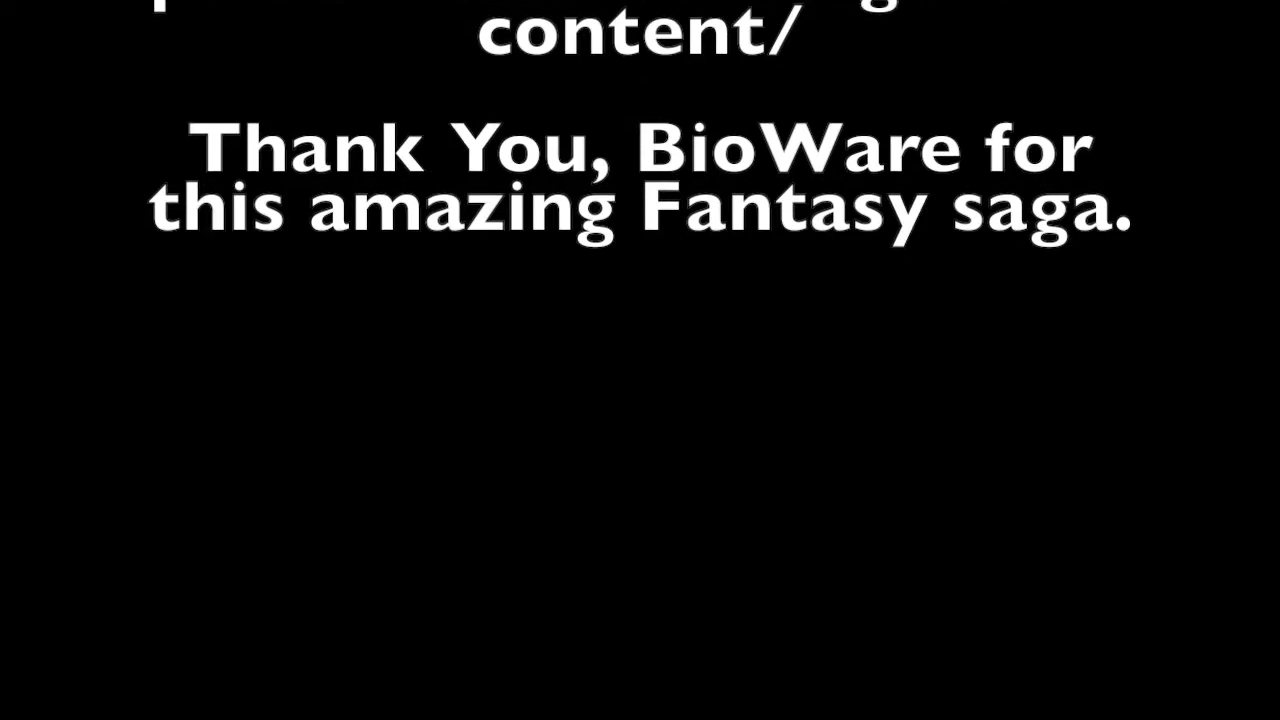 content/
Thank You, BioWare for
this amazing Fantasy saga.